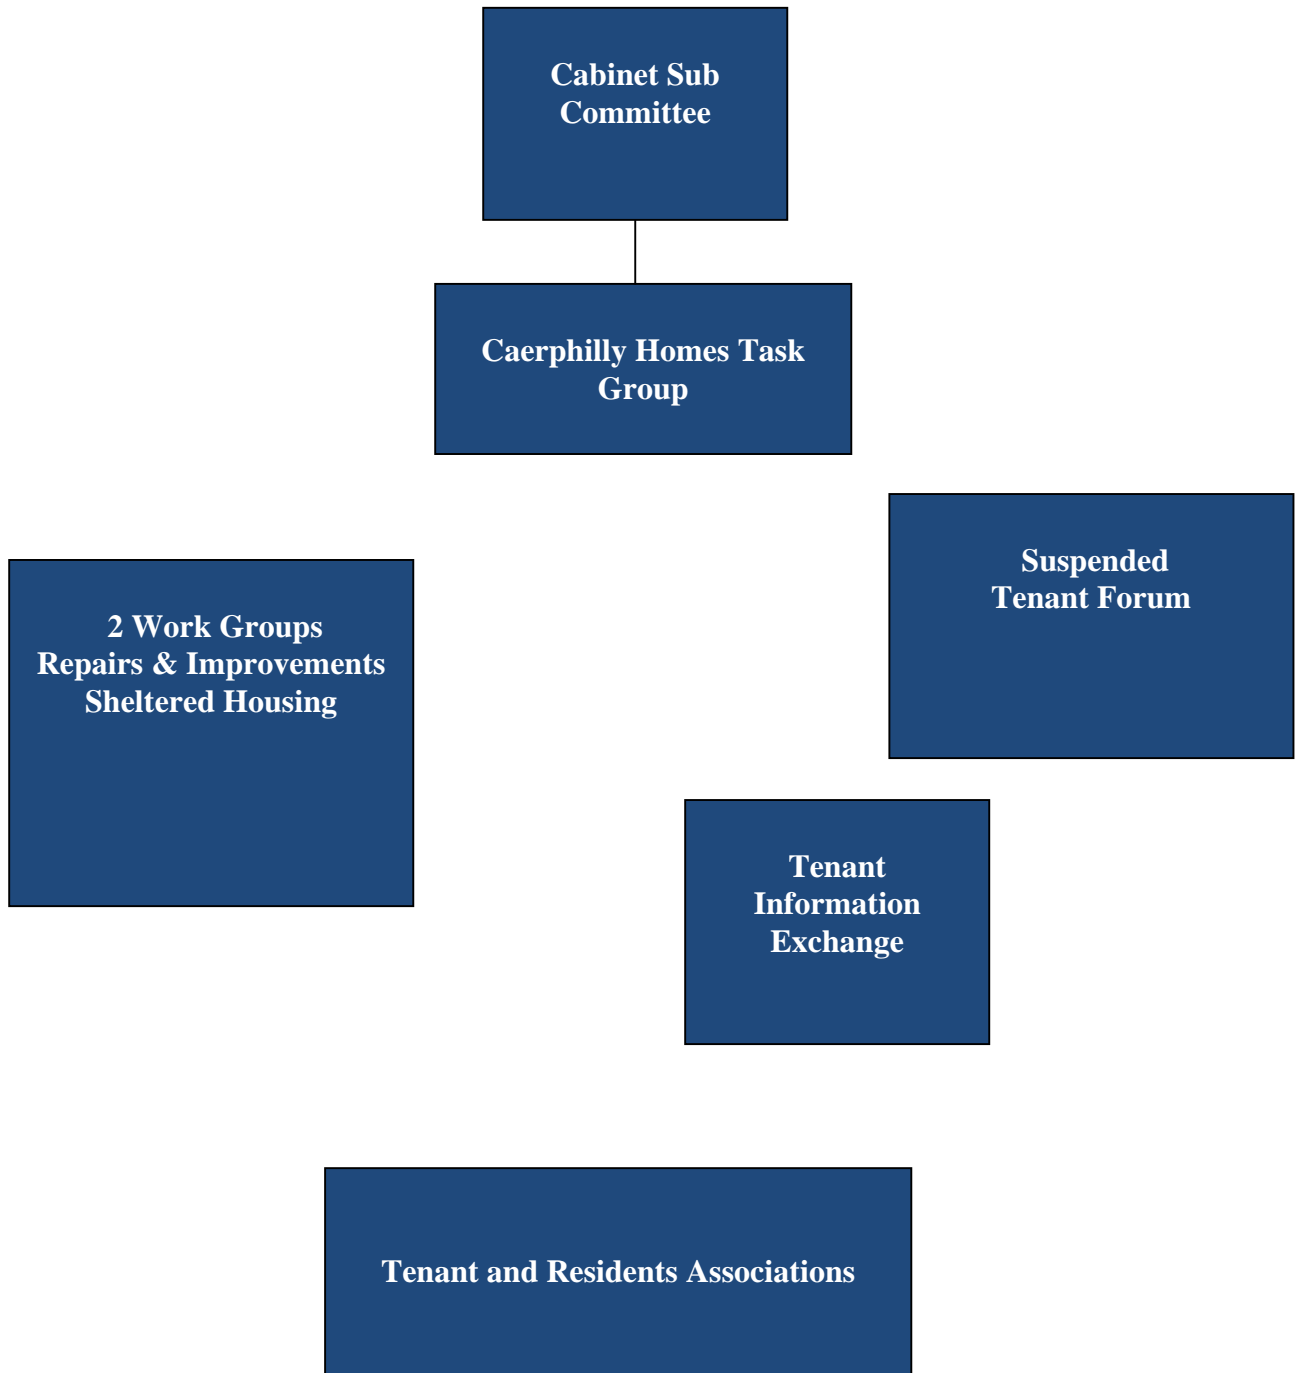 Cabinet Sub
Committee
Caerphilly Homes Task
Group
Suspended
Tenant Forum
2 Work Groups
Repairs & Improvements
Sheltered Housing
Tenant
Information
Exchange
Tenant and Residents Associations